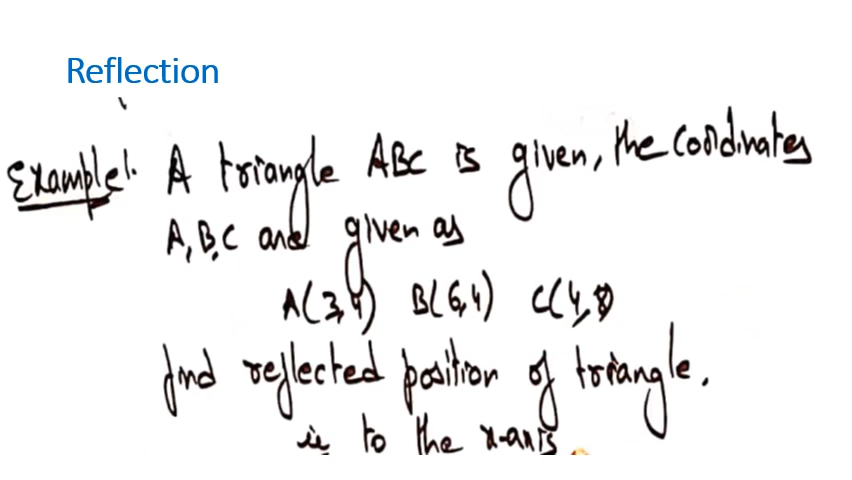 Reflection
Example 1. A triangle ABC is given, the coordinates
A, B, C are given as
A(3,4) B(6,4) C(4,8)
find reflected position of triangle.
ie to the x-axis